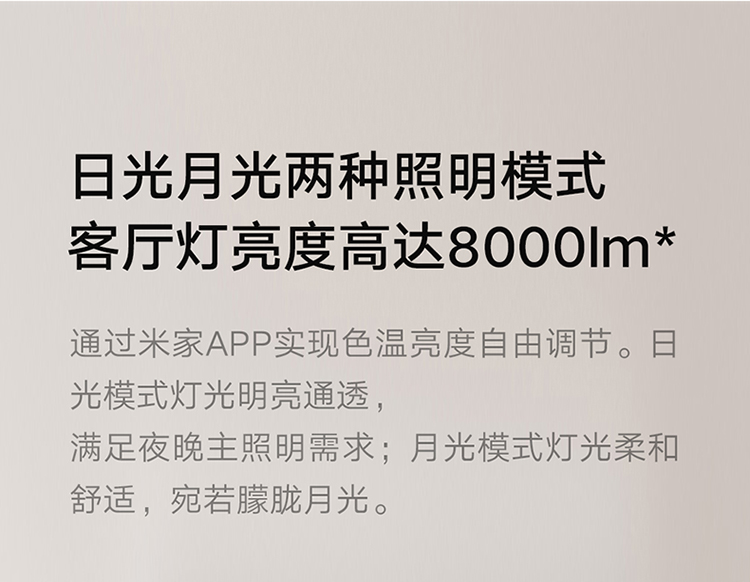 日光月光两种照明模式
客厅灯亮度高达8000lm*
通过米家APP实现色温亮度自由调节。日
光模式灯光明亮通透，
满足夜晚主照明需求；月光模式灯光柔和
舒适，宛若朦胧月光。